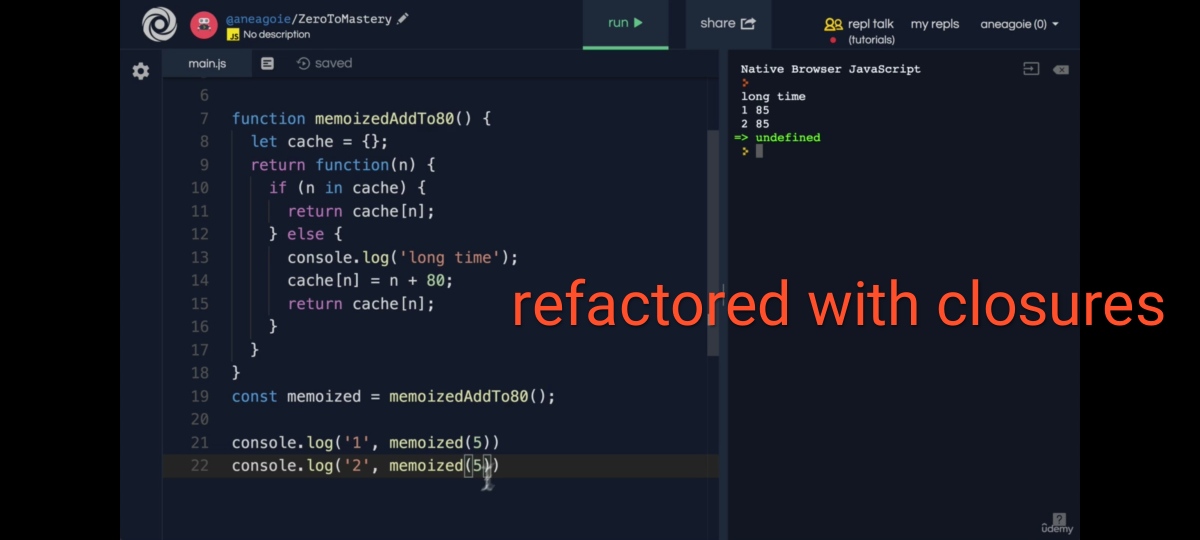 @aneagoie/ZeroToMastery
JS No description
run
share
repl talk
(tutorials)
my repls
aneagoie (0)
main.js
saved
6
7 function memoizedAddTo80() {
8 let cache = {};
9 return function(n) {
10 if (n in cache) {
11 return cache[n];
12 } else {
13 console.log('long time');
14 cache[n] = n + 80;
15 return cache[n];
16 }
17 }
18 }
19 const memoized = memoizedAddTo80();
20
21 console.log('1', memoized(5))
22 console.log('2', memoized(5))
Native Browser JavaScript
long time
1 85
2 85
=> undefined
refactored with closures
?
ûdemy